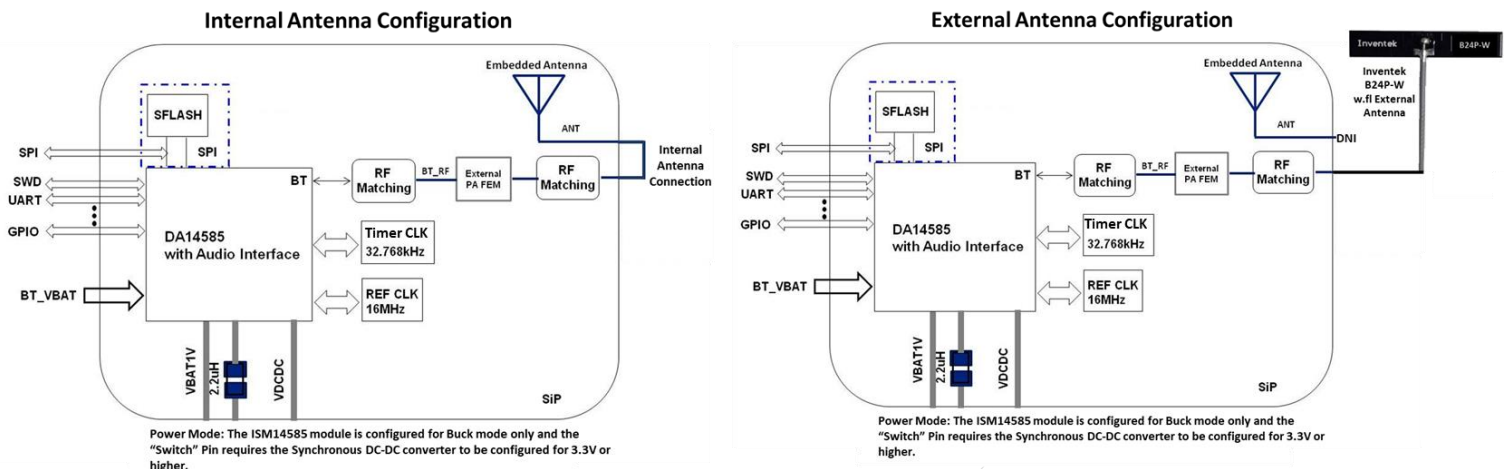 Internal Antenna Configuration
Embedded Antenna
SFLASH
ANT
SPI
SPI
Internal
Antenna
Connection
BT
RF
Matching
BT_RF
External
PA FEM
RF
Matching
SWD
UART
GPIO
DA14585
with Audio Interface
Timer CLK
32.768kHz
BT_VBAT
REF CLK
16MHz
VBAT1V
2.2uH
VDCDC
SiP
Power Mode: The ISM14585 module is configured for Buck mode only and the
“Switch” Pin requires the Synchronous DC-DC converter to be configured for 3.3V or
higher.
External Antenna Configuration
Inventek
B24P-W
Inventek
B24P-W
w.fl External
Antenna
Embedded Antenna
SFLASH
ANT
DNI
SPI
SPI
BT
RF
Matching
BT_RF
External
PA FEM
RF
Matching
SWD
UART
GPIO
DA14585
with Audio Interface
Timer CLK
32.768kHz
BT_VBAT
REF CLK
16MHz
VBAT1V
2.2uH
VDCDC
SiP
Power Mode: The ISM14585 module is configured for Buck mode only and the
“Switch” Pin requires the Synchronous DC-DC converter to be configured for 3.3V or
higher.